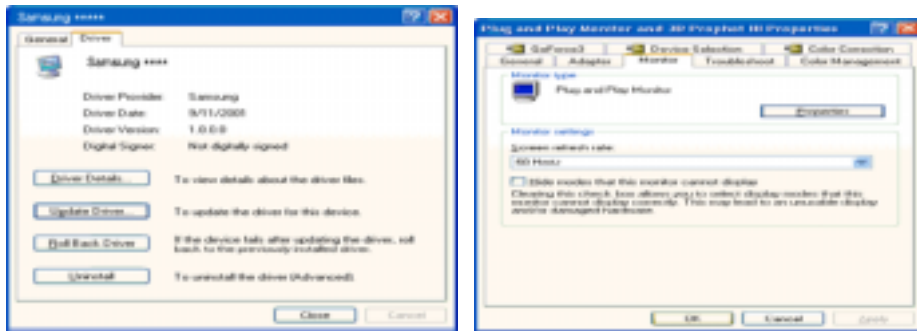 Samsung *****
General Driver
Samsung ****
Driver Provider: Samsung
Driver Date: 9/11/2001
Driver Version: 1.0.0.0
Digital Signer: Not digitally signed
Driver Details... To view details about the driver files.
Update Driver... To update the driver for this device.
Roll Back Driver If the device fails after updating the driver, roll
back to the previously installed driver.
Uninstall To uninstall the driver (Advanced).
Close Cancel
Plug and Play Monitor and 3D Prophet III Properties
GeForce3 Device Selection Color Correction
General Adapter Monitor Troubleshoot Color Management
Monitor type
Plug and Play Monitor
Properties
Monitor settings
Screen refresh rate:
60 Hertz
Hide modes that this monitor cannot display
Clearing this check box allows you to select display modes that this
monitor cannot display correctly. This may lead to an unusable display
and/or damaged hardware.
OK Cancel Apply